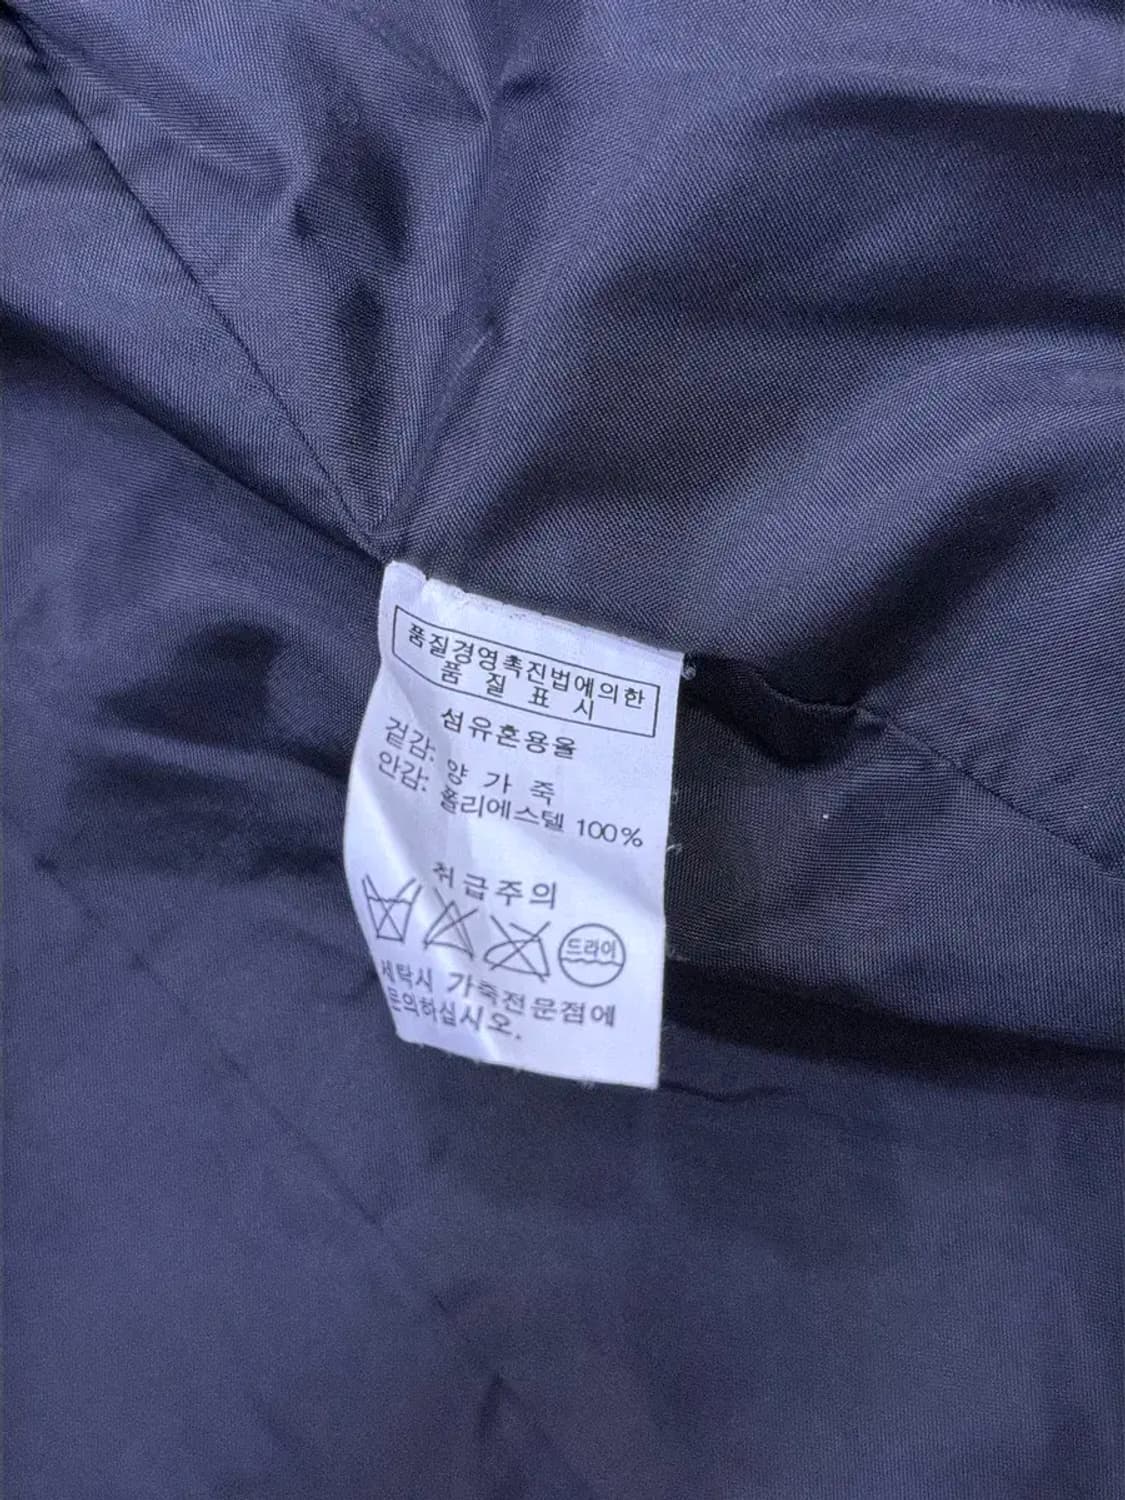 품질경영촉진법에의한
품 질 표 시
섬유혼용율
겉감: 양 가 죽
안감: 폴리에스텔 100%
취급주의
드라이
세탁시 가죽전문점에
문의하십시오.